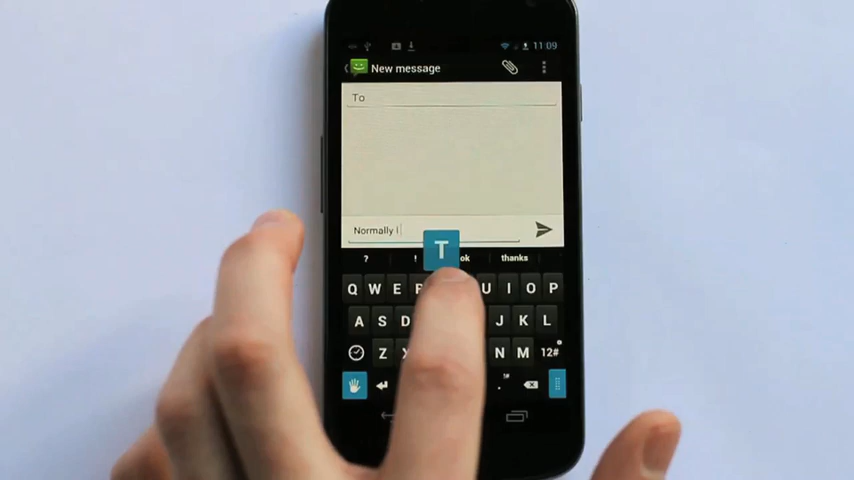 11:09
New message
To
Normally I
T
? ! ok thanks
Q W E U I O P
A S D J K L
Z N M 12#
. !#